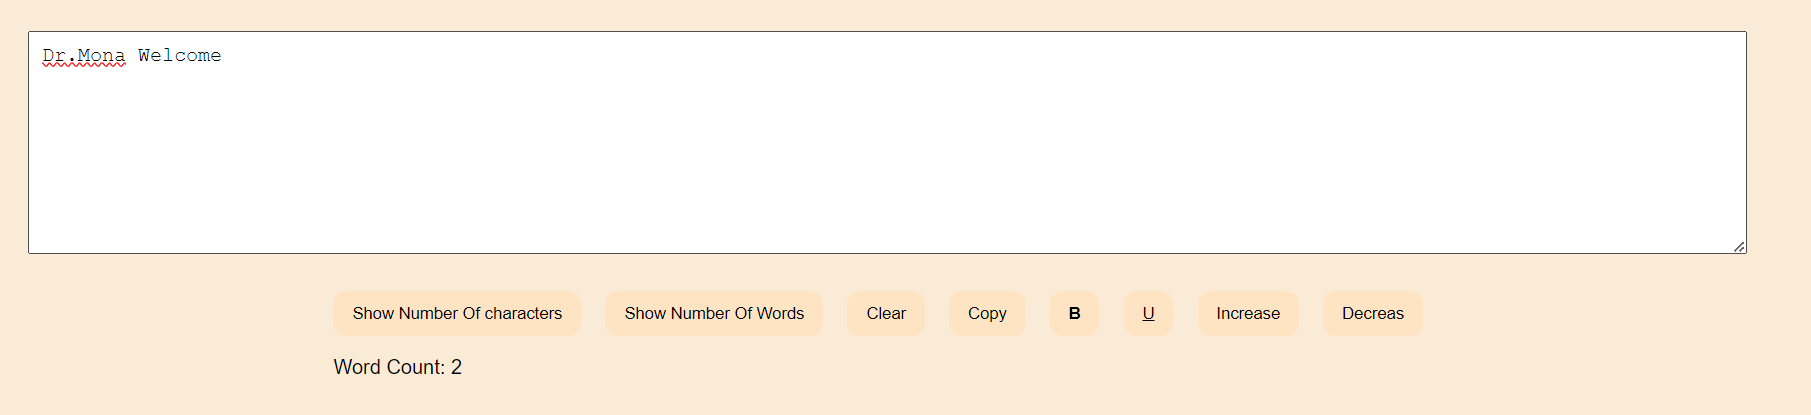 Dr.Mona Welcome
Show Number Of characters Show Number Of Words Clear Copy B U Increase Decreas
Word Count: 2